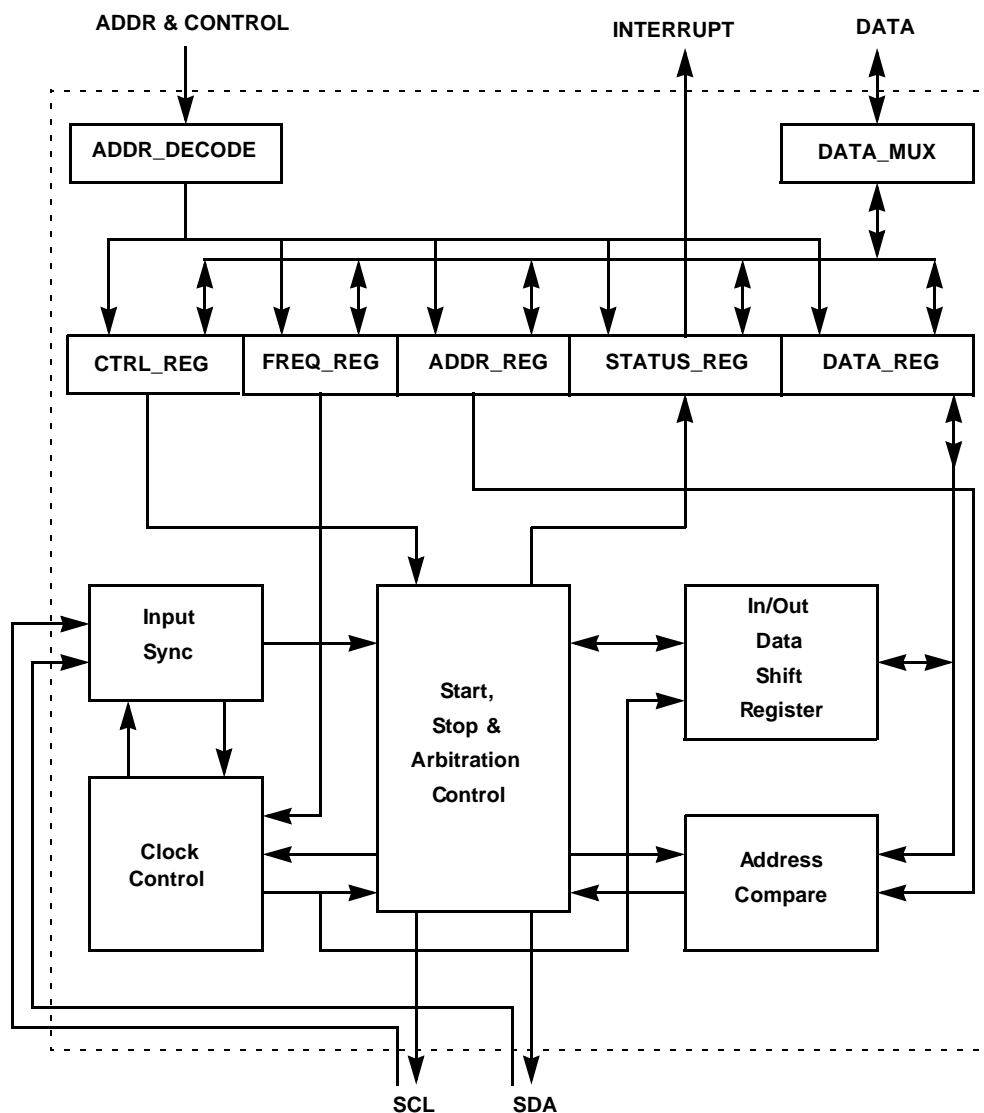 ADDR & CONTROL
INTERRUPT
DATA
ADDR_DECODE
DATA_MUX
CTRL_REG
FREQ_REG
ADDR_REG
STATUS_REG
DATA_REG
Input
Sync
Start,
Stop &
Arbitration
Control
In/Out
Data
Shift
Register
Clock
Control
Address
Compare
SCL
SDA